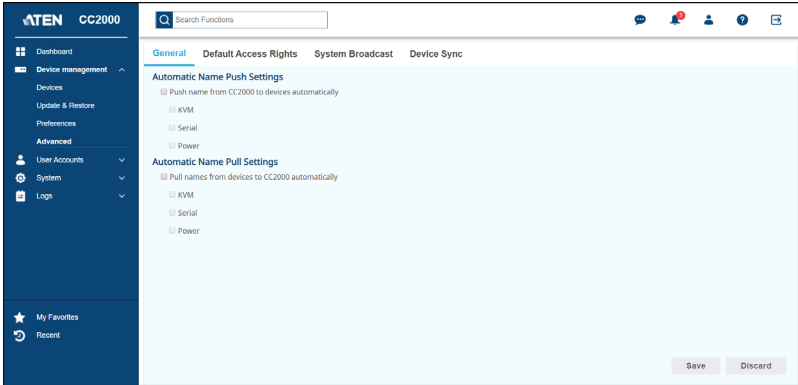 ATEN CC2000
Search Functions
3
Dashboard
Device management
Devices
Update & Restore
Preferences
Advanced
User Accounts
System
Logs
My Favorites
Recent
General Default Access Rights System Broadcast Device Sync
Automatic Name Push Settings
Push name from CC2000 to devices automatically
KVM
Serial
Power
Automatic Name Pull Settings
Pull names from devices to CC2000 automatically
KVM
Serial
Power
Save Discard